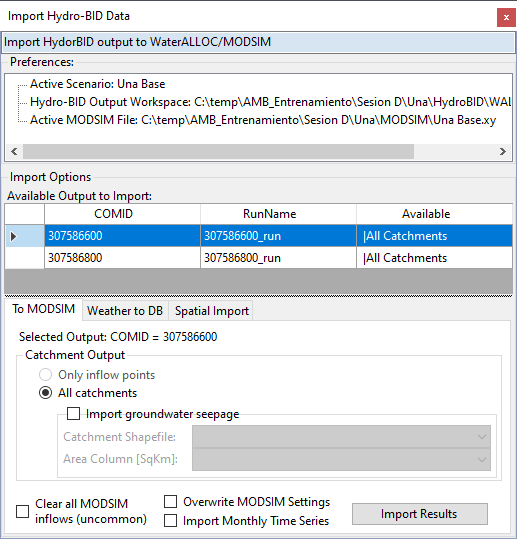 Import Hydro-BID Data
x
Import HydorBID output to WaterALLOC/MODSIM
Preferences:
Active Scenario: Una Base
Hydro-BID Output Workspace: C:\temp\AMB_Entrenamiento\Sesion D\Una\HydroBID\WAL
Active MODSIM File: C:\temp\AMB_Entrenamiento\Sesion D\Una\MODSIM\Una Base.xy
Import Options
Available Output to Import:
COMID RunName Available
307586600 307586600_run |All Catchments
307586800 307586800_run |All Catchments
To MODSIM Weather to DB Spatial Import
Selected Output: COMID = 307586600
Catchment Output
Only inflow points
All catchments
Import groundwater seepage
Catchment Shapefile:
Area Column [SqKm]:
Clear all MODSIM
inflows (uncommon)
Overwrite MODSIM Settings
Import Monthly Time Series
Import Results